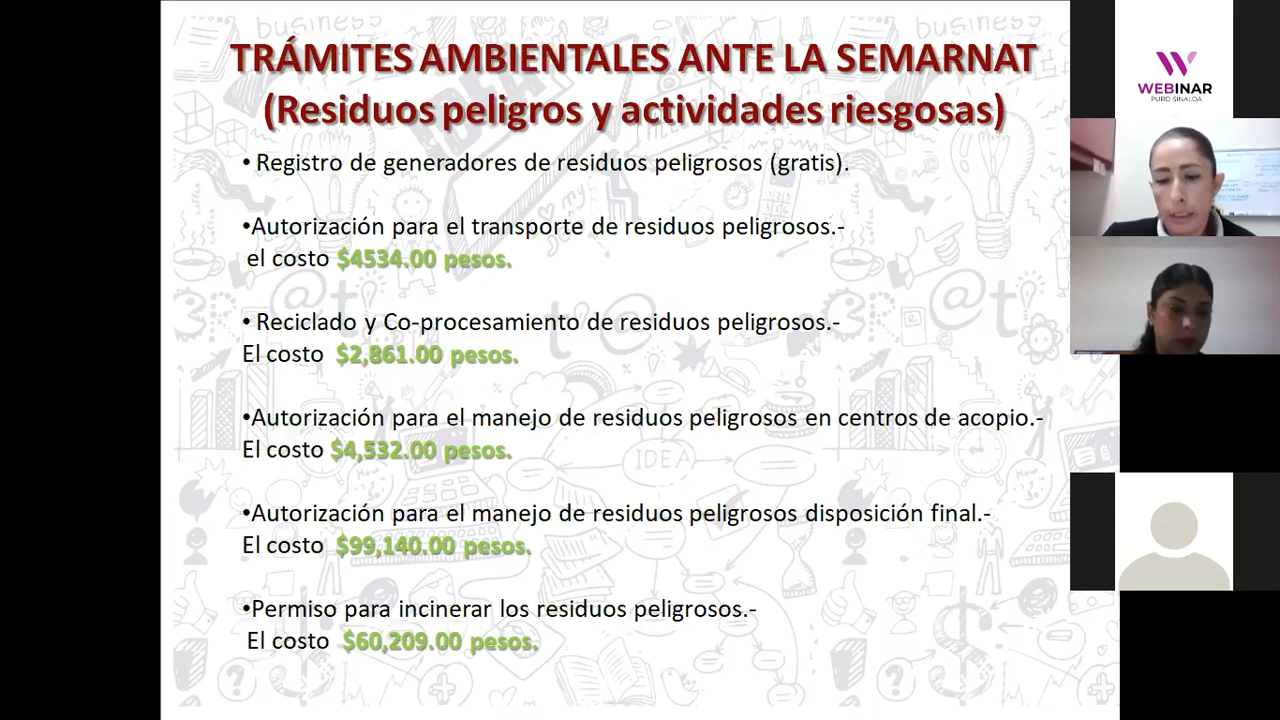 TRÁMITES AMBIENTALES ANTE LA SEMARNAT
(Residuos peligros y actividades riesgosas)
• Registro de generadores de residuos peligrosos (gratis).
•Autorización para el transporte de residuos peligrosos.-
el costo $4534.00 pesos.
• Reciclado y Co-procesamiento de residuos peligrosos.-
El costo $2,861.00 pesos.
•Autorización para el manejo de residuos peligrosos en centros de acopio.-
El costo $4,532.00 pesos.
•Autorización para el manejo de residuos peligrosos disposición final.-
El costo $99,140.00 pesos.
•Permiso para incinerar los residuos peligrosos.-
El costo $60,209.00 pesos.
WEBINAR
PURO SINALOA
business
business
@t
t°@
@t
IDEA